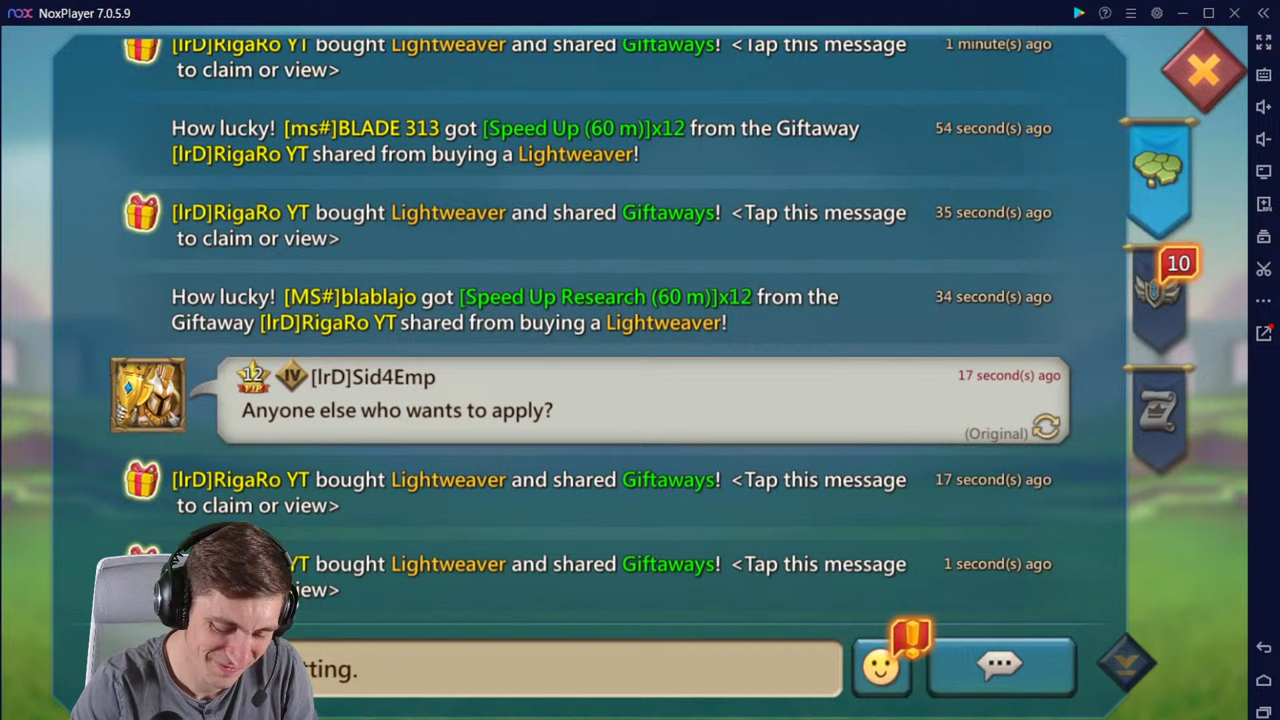 nox NoxPlayer 7.0.5.9
[lrD]RigaRo YT bought Lightweaver and shared Giftaways! <Tap this message 1 minute(s) ago
to claim or view>
How lucky! [ms#]BLADE 313 got [Speed Up (60 m)]x12 from the Giftaway 54 second(s) ago
[lrD]RigaRo YT shared from buying a Lightweaver!
[lrD]RigaRo YT bought Lightweaver and shared Giftaways! <Tap this message 35 second(s) ago
to claim or view>
10
How lucky! [MS#]blablajo got [Speed Up Research (60 m)]x12 from the 34 second(s) ago
Giftaway [lrD]RigaRo YT shared from buying a Lightweaver!
12 VIP IV [lrD]Sid4Emp 17 second(s) ago
Anyone else who wants to apply?
(Original)
[lrD]RigaRo YT bought Lightweaver and shared Giftaways! <Tap this message 17 second(s) ago
to claim or view>
YT bought Lightweaver and shared Giftaways! <Tap this message 1 second(s) ago
view>